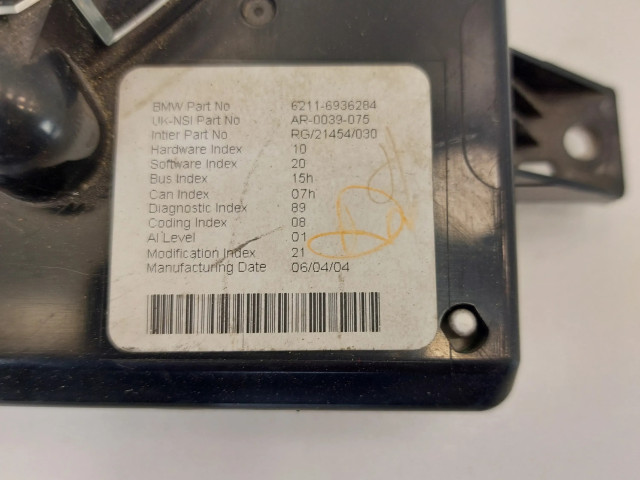 BMW Part No 6211-6936284
UK-NSI Part No AR-0039-075
Intier Part No RG/21454/030
Hardware Index 10
Software Index 20
Bus Index 15h
Can Index 07h
Diagnostic Index 89
Coding Index 08
AI Level 01
Modification Index 21
Manufacturing Date 06/04/04